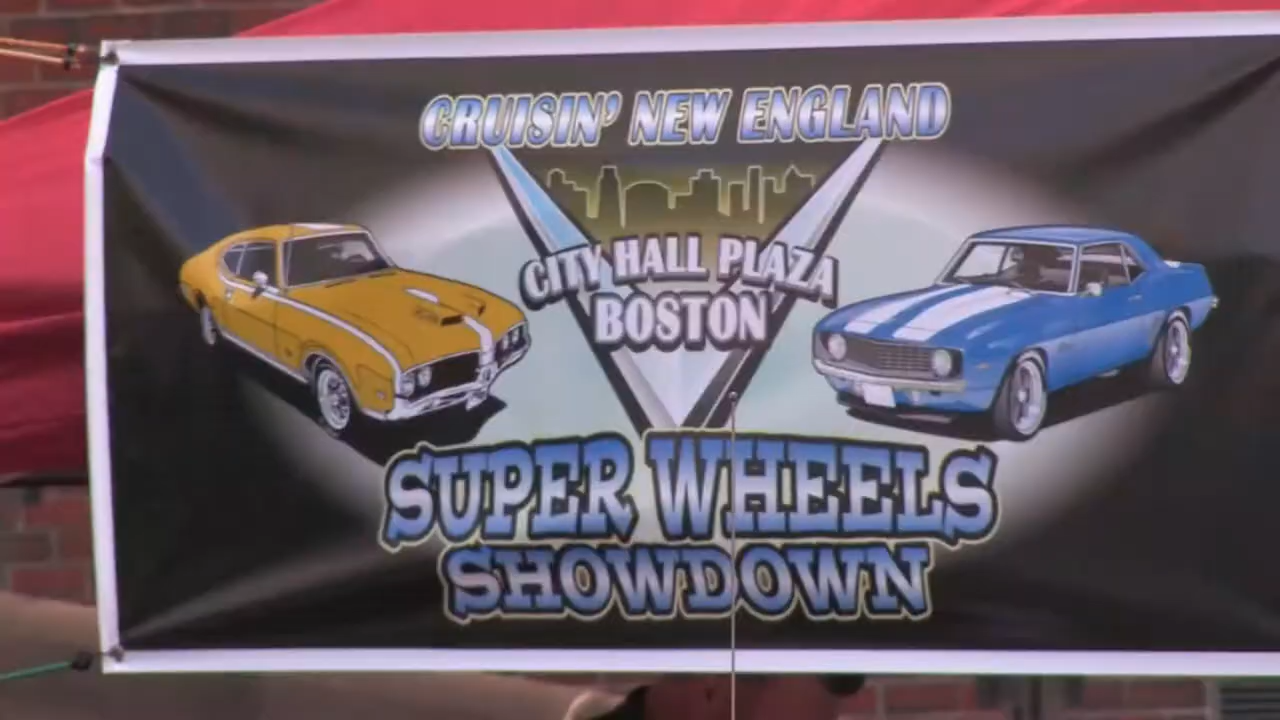 CRUISIN' NEW ENGLAND
CITY HALL PLAZA
BOSTON
SUPER WHEELS
SHOWDOWN